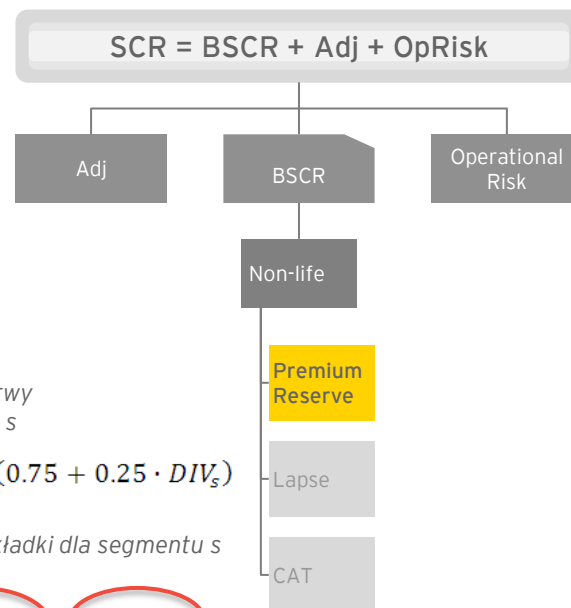 SCR = BSCR + Adj + OpRisk
Adj
BSCR
Operational
Risk
Non-life
Premium
Reserve
s
(0.75 + 0.25 · DIVₛ)
Lapse
dla segmentu s
CAT